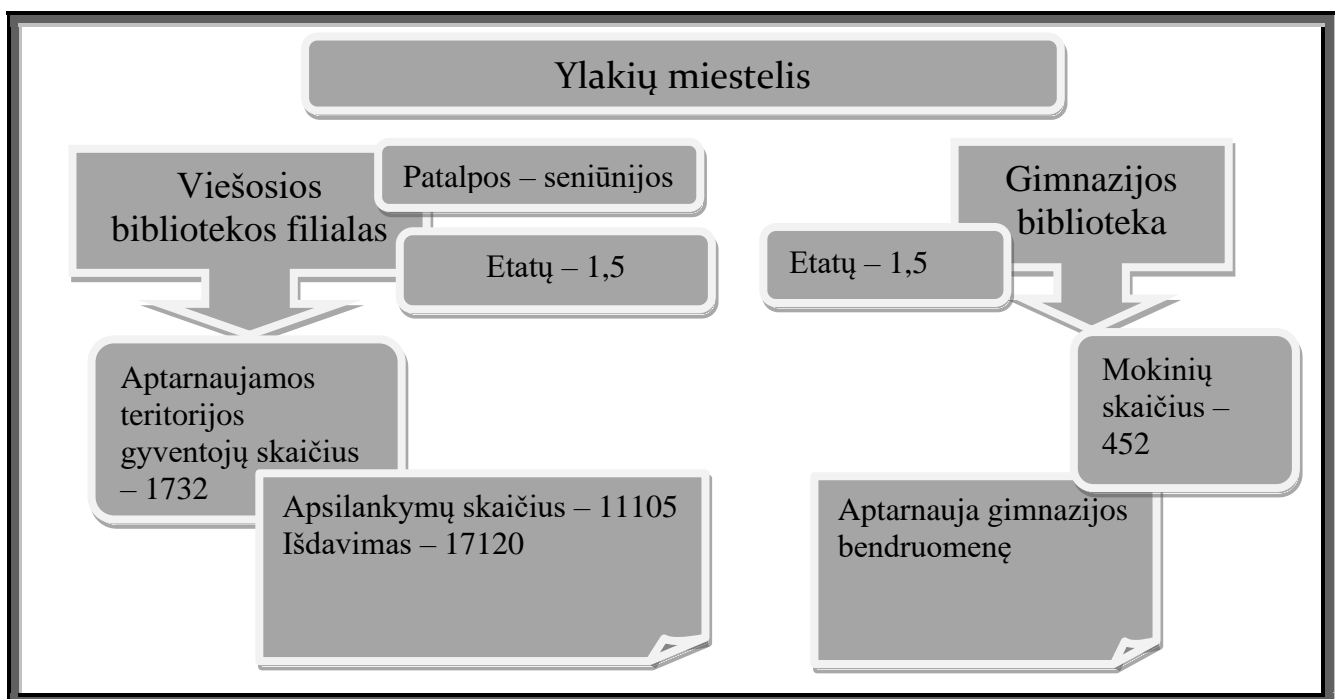 Ylakių miestelis
Viešosios
bibliotekos filialas
Patalpos – seniūnijos
Etatų – 1,5
Aptarnaujamos
teritorijos
gyventojų skaičius
– 1732
Apsilankymų skaičius – 11105
Išdavimas – 17120
Gimnazijos
biblioteka
Etatų – 1,5
Mokinių
skaičius –
452
Aptarnauja gimnazijos
bendruomenę